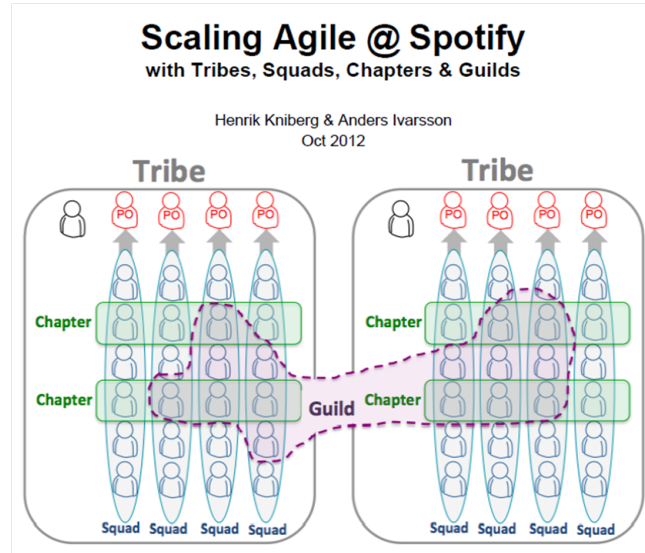 Scaling Agile @ Spotify
with Tribes, Squads, Chapters & Guilds
Henrik Kniberg & Anders Ivarsson
Oct 2012
Tribe
Tribe
PO PO PO PO
PO PO PO PO
Chapter
Chapter
Chapter
Guild
Chapter
Squad Squad Squad Squad
Squad Squad Squad Squad